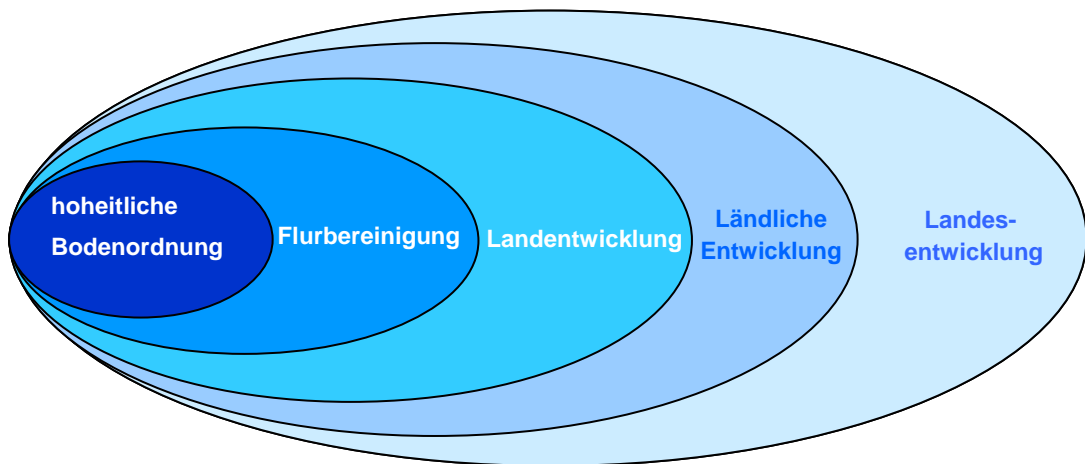 hoheitliche
Bodenordnung
Flurbereinigung
Landentwicklung
Ländliche
Entwicklung
Landes-
entwicklung